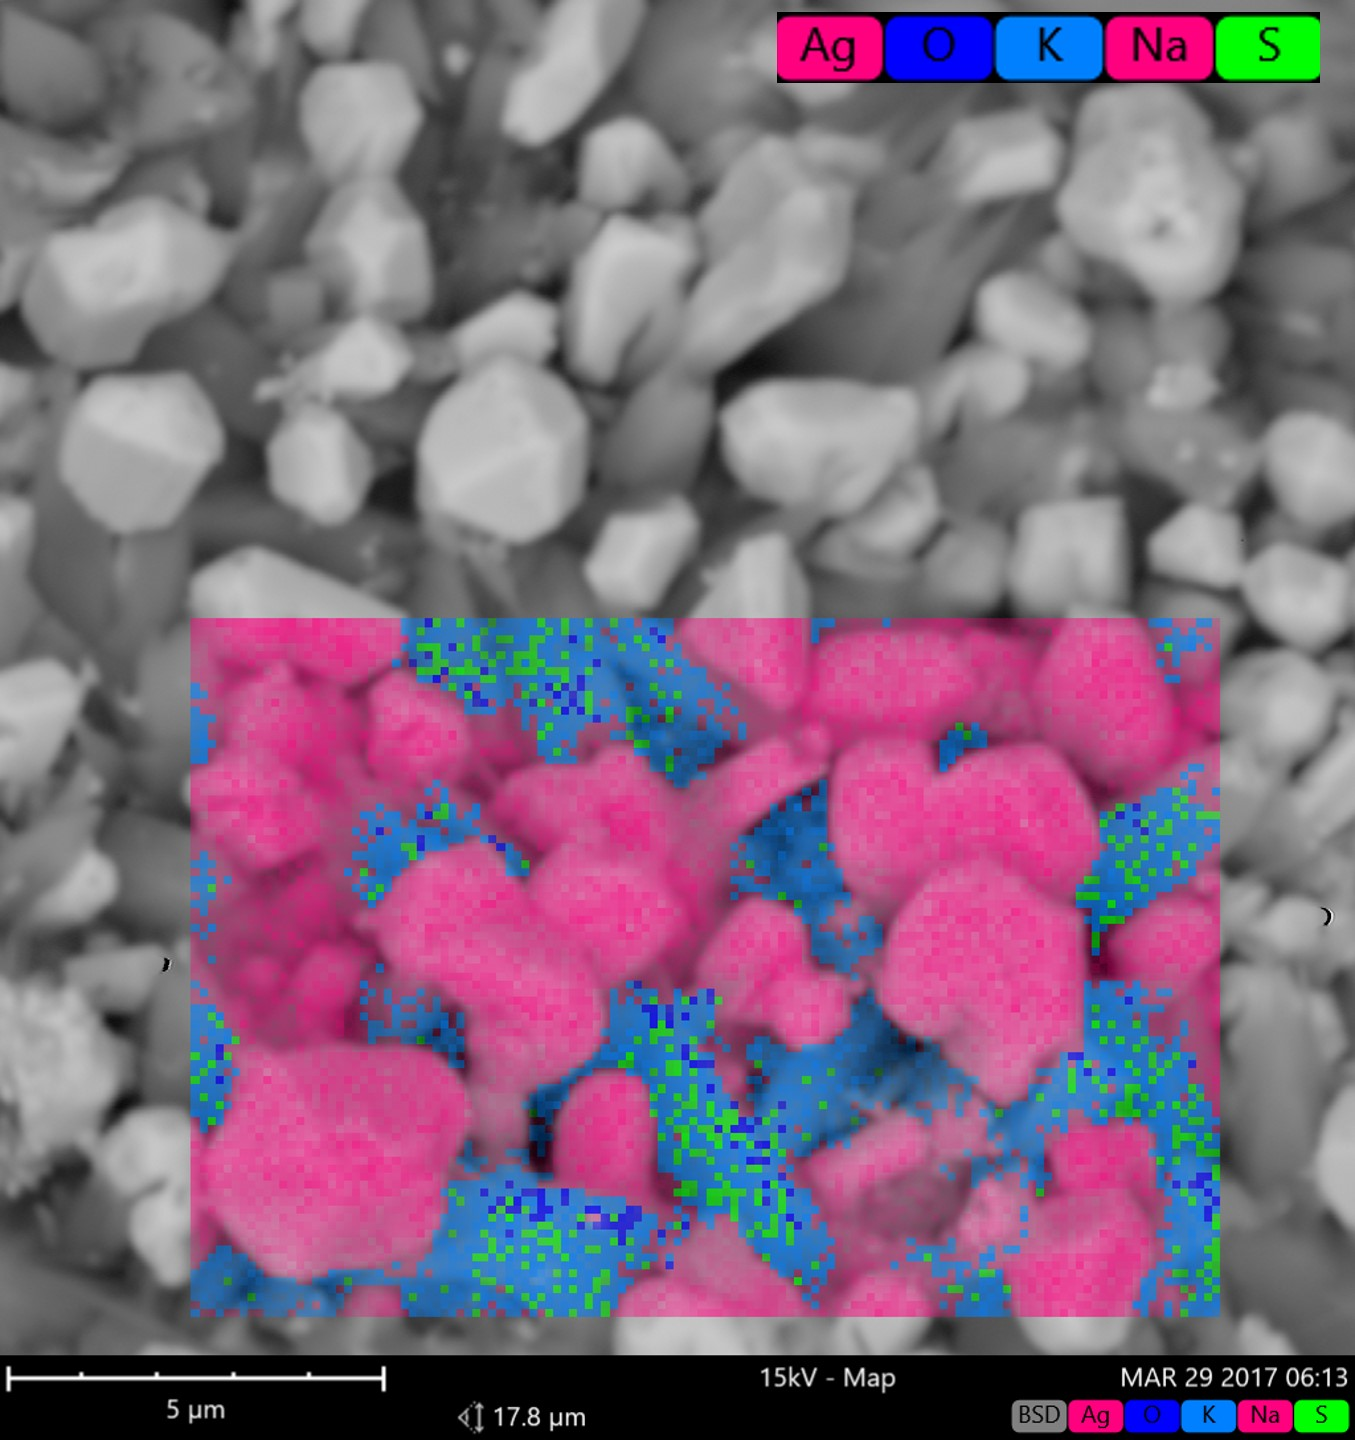 Ag O K Na S
5 µm
17.8 µm
15kV - Map
MAR 29 2017 06:13
BSD Ag O K Na S